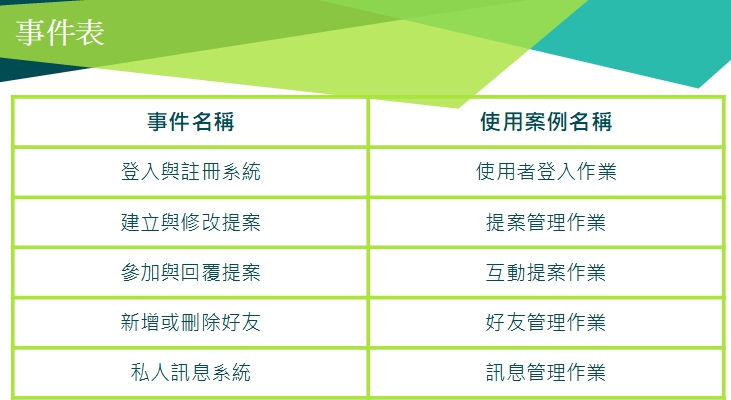 事件表
事件名稱 使用案例名稱
登入與註冊系統 使用者登入作業
建立與修改提案 提案管理作業
參加與回覆提案 互動提案作業
新增或刪除好友 好友管理作業
私人訊息系統 訊息管理作業